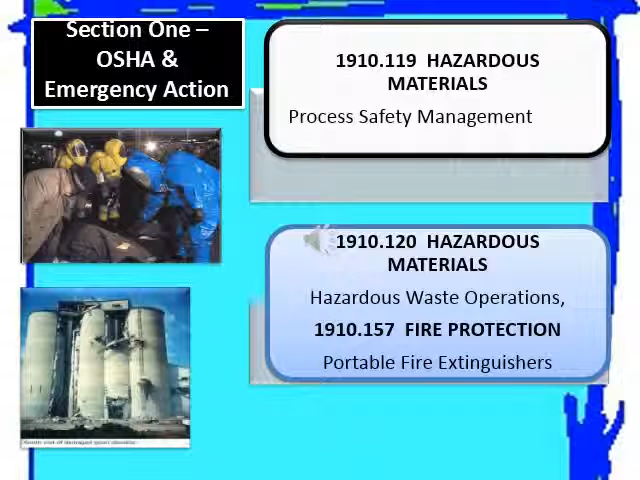 Section One –
OSHA &
Emergency Action
1910.119 HAZARDOUS
MATERIALS
Process Safety Management
1910.120 HAZARDOUS
MATERIALS
Hazardous Waste Operations,
1910.157 FIRE PROTECTION
Portable Fire Extinguishers